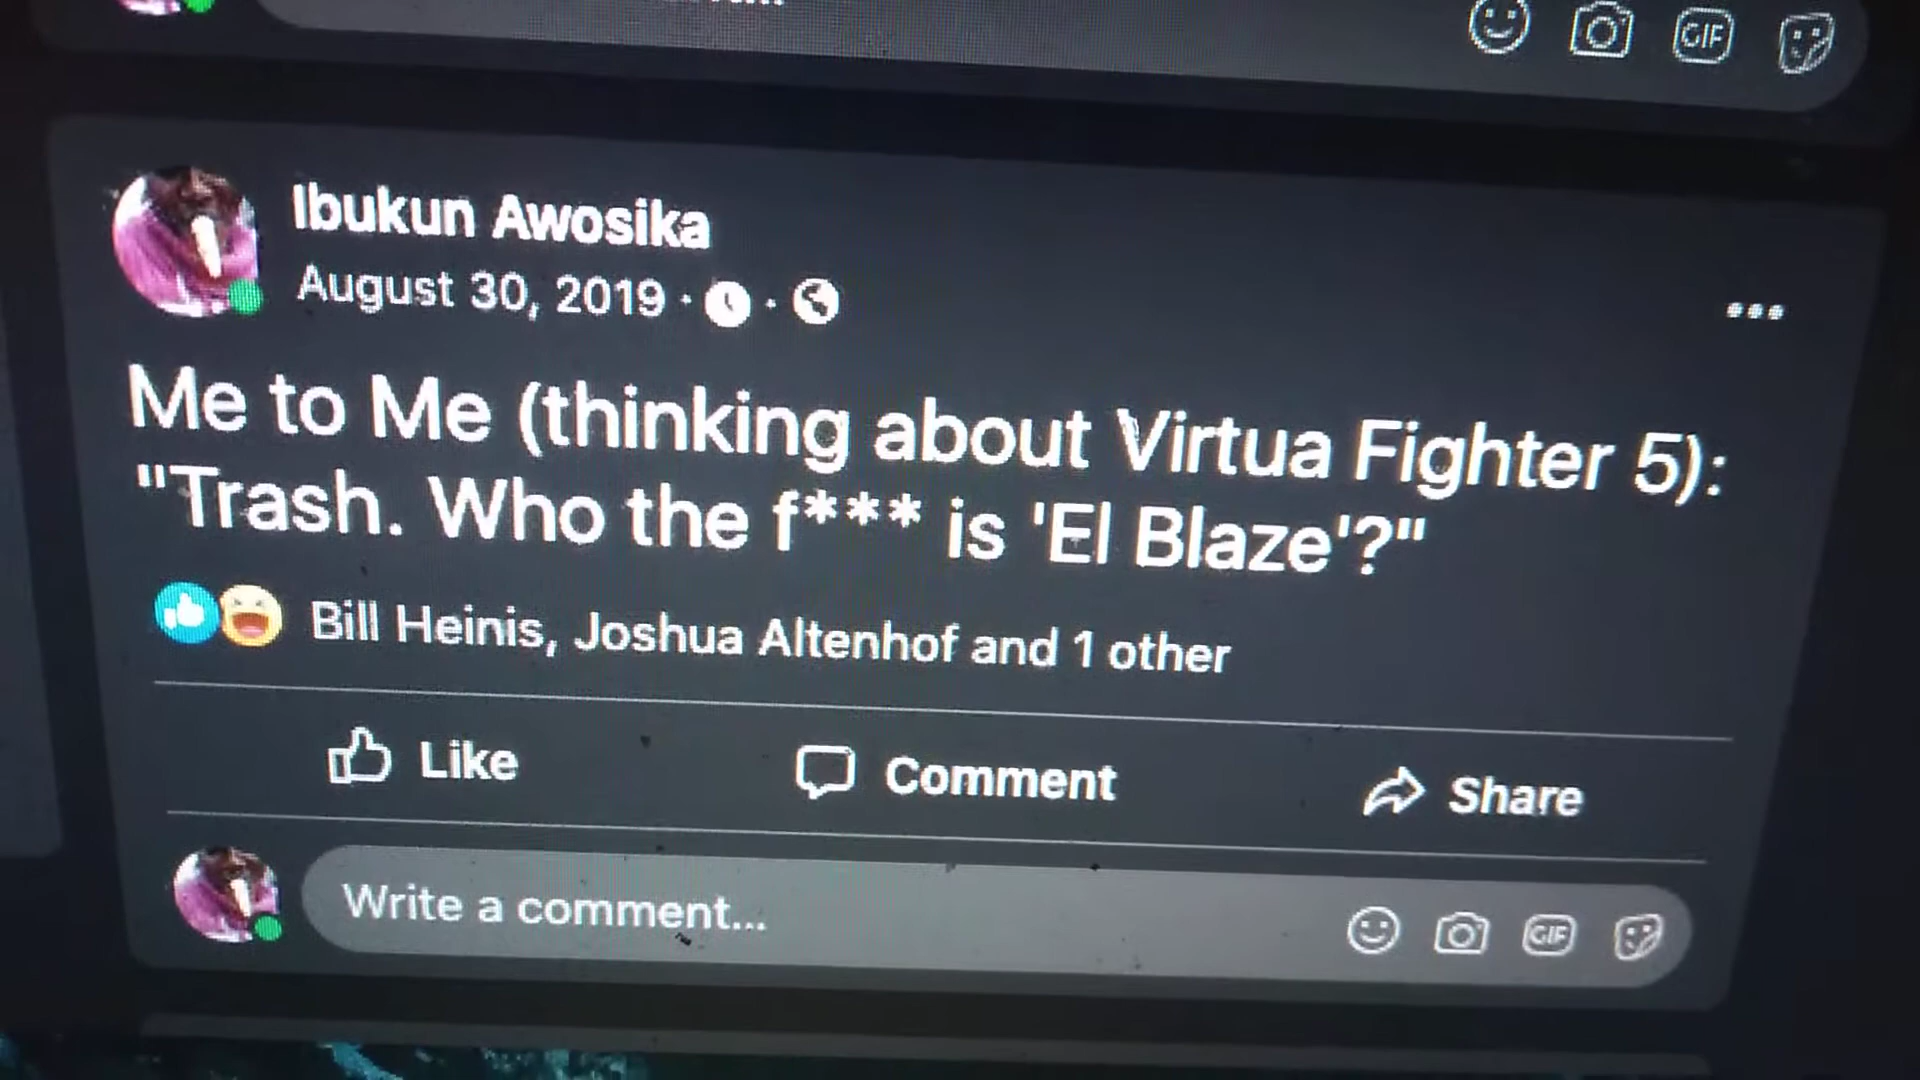 GIF
Ibukun Awosika
August 30, 2019
Me to Me (thinking about Virtua Fighter 5):
"Trash. Who the f*** is 'El Blaze'?"
Bill Heinis, Joshua Altenhof and 1 other
Like Comment Share
Write a comment...
GIF